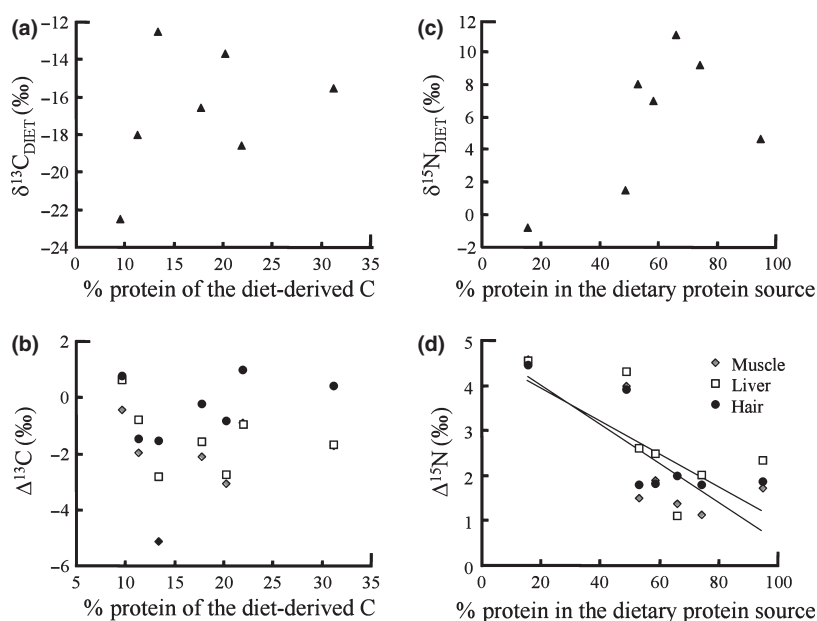 (a)
−12
−14
−16
−18
−20
−22
−24
δ¹³C_DIET (‰)
5 10 15 20 25 30 35
% protein of the diet-derived C
(b)
2
0
−2
−4
−6
Δ¹³C (‰)
5 10 15 20 25 30 35
% protein of the diet-derived C
(c)
12
10
8
6
4
2
0
−2
δ¹⁵N_DIET (‰)
0 20 40 60 80 100
% protein in the dietary protein source
(d)
5
4
3
2
1
0
Δ¹⁵N (‰)
Muscle
Liver
Hair
0 20 40 60 80 100
% protein in the dietary protein source